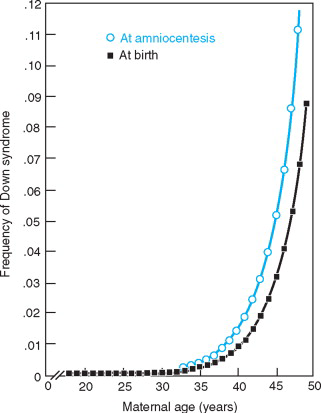 .12
.11
.10
.09
.08
.07
.06
.05
.04
.03
.02
.01
0
Frequency of Down syndrome
At amniocentesis
At birth
0 20 25 30 35 40 45 50
Maternal age (years)